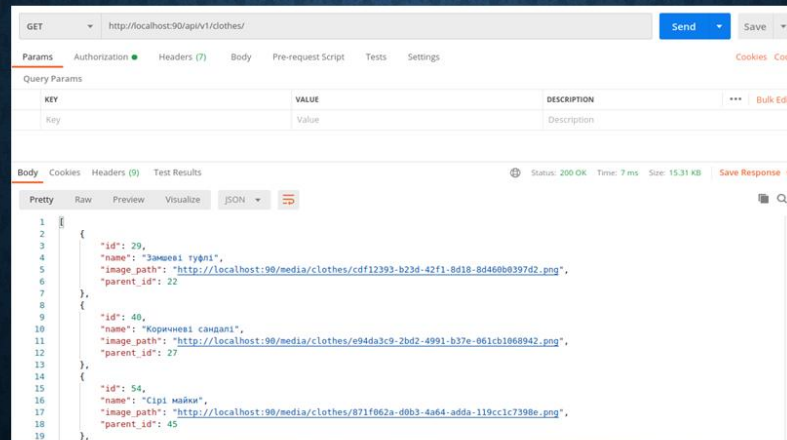 GET http://localhost:90/api/v1/clothes/ Send Save
Params Authorization Headers (7) Body Pre-request Script Tests Settings Cookies
Query Params
KEY VALUE DESCRIPTION ••• Bulk
Key Value Description
Body Cookies Headers (9) Test Results Status: 200 OK Time: 7 ms Size: 15.31 KB Save Response
Pretty Raw Preview Visualize JSON
1 [
2 {
3 "id": 29,
4 "name": "Замшеві туфлі",
5 "image_path": "http://localhost:90/media/clothes/cdf12393-b23d-42f1-8d18-8d460b0397d2.png",
6 "parent_id": 22
7 },
8 {
9 "id": 40,
10 "name": "Коричневі сандалі",
11 "image_path": "http://localhost:90/media/clothes/e94da3c9-2bd2-4991-b37e-061cb1068942.png",
12 "parent_id": 27
13 },
14 {
15 "id": 54,
16 "name": "Сірі майки",
17 "image_path": "http://localhost:90/media/clothes/871f062a-d0b3-4a64-adda-119cc1c7398e.png",
18 "parent_id": 45
19 },